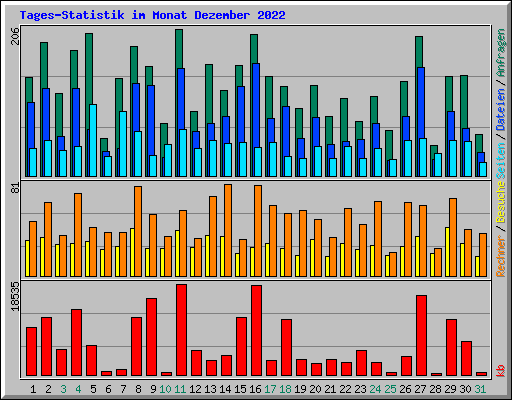 Tages-Statistik im Monat Dezember 2022
206
81
18535
Rechner / Besuche Seiten / Dateien / Anfragen
kb
1 2 3 4 5 6 7 8 9 10 11 12 13 14 15 16 17 18 19 20 21 22 23 24 25 26 27 28 29 30 31